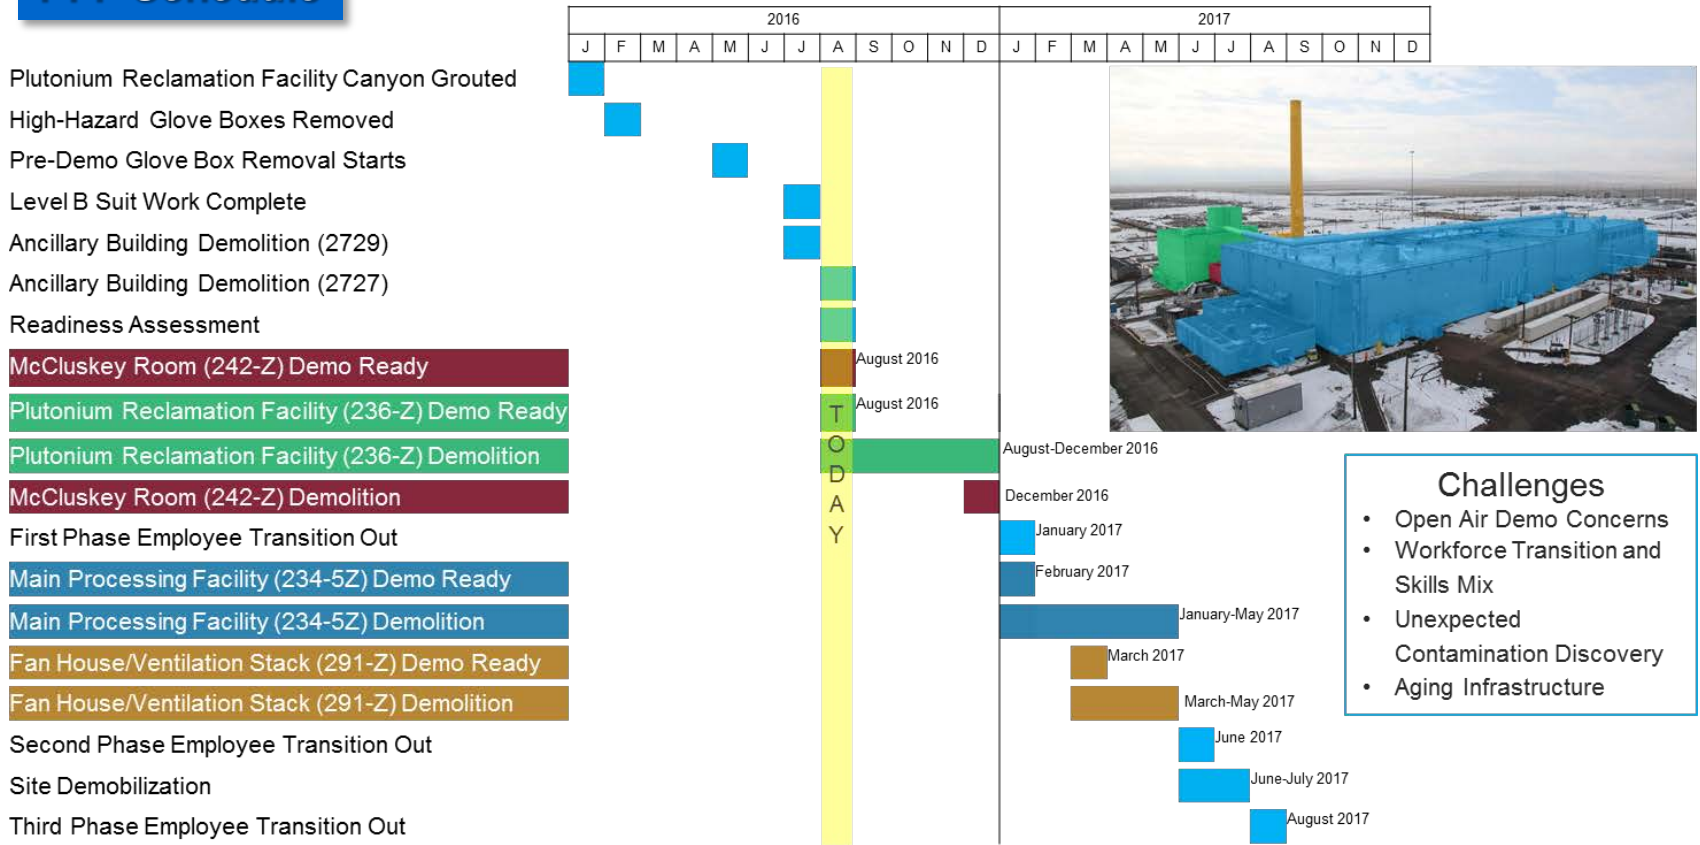 Schedule
2016 2017
J F M A M J J A S O N D J F M A M J J A S O N D
Plutonium Reclamation Facility Canyon Grouted
High-Hazard Glove Boxes Removed
Pre-Demo Glove Box Removal Starts
Level B Suit Work Complete
Ancillary Building Demolition (2729)
Ancillary Building Demolition (2727)
Readiness Assessment
McCluskey Room (242-Z) Demo Ready August 2016
Plutonium Reclamation Facility (236-Z) Demo Ready August 2016
Plutonium Reclamation Facility (236-Z) Demolition August-December 2016
McCluskey Room (242-Z) Demolition December 2016
First Phase Employee Transition Out January 2017
Main Processing Facility (234-5Z) Demo Ready February 2017
Main Processing Facility (234-5Z) Demolition January-May 2017
Fan House/Ventilation Stack (291-Z) Demo Ready March 2017
Fan House/Ventilation Stack (291-Z) Demolition March-May 2017
Second Phase Employee Transition Out June 2017
Site Demobilization June-July 2017
Third Phase Employee Transition Out August 2017
TODAY
Challenges
• Open Air Demo Concerns
• Workforce Transition and
Skills Mix
• Unexpected
Contamination Discovery
• Aging Infrastructure